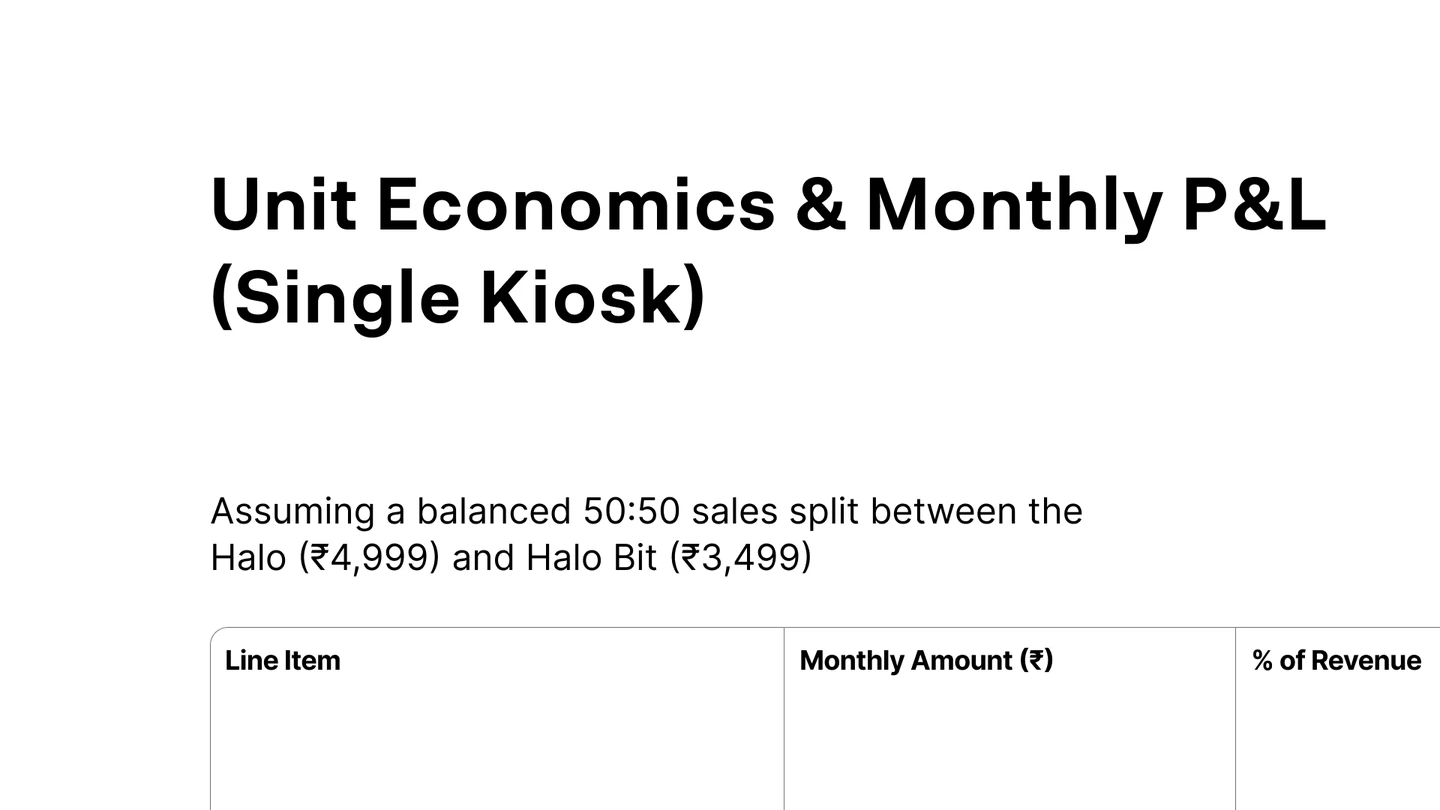 Unit Economics & Monthly P&L
(Single Kiosk)
Assuming a balanced 50:50 sales split between the
Halo (₹4,999) and Halo Bit (₹3,499)
Line Item
Monthly Amount (₹)
% of Revenue